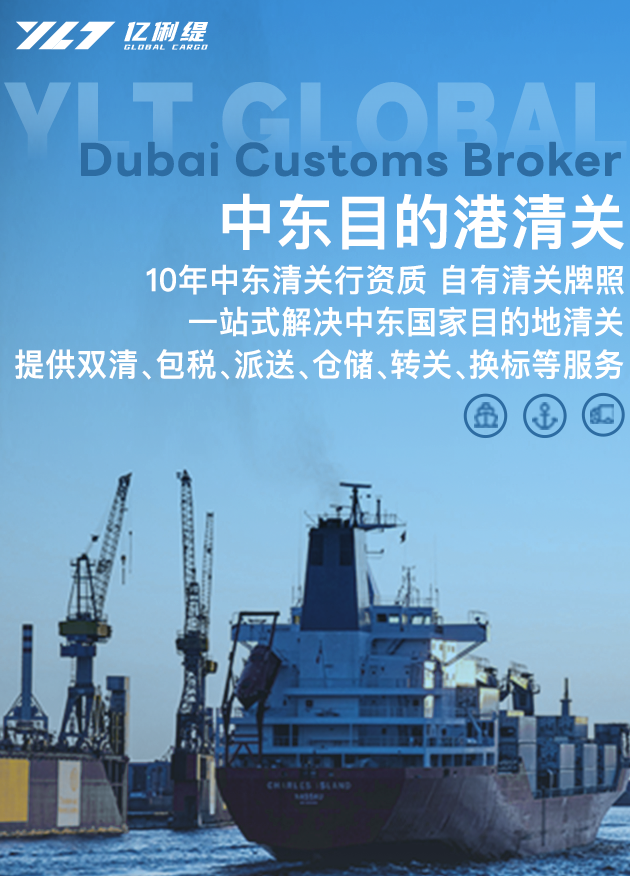 YLT 亿俐缇
GLOBAL CARGO
YLT GLOBAL
Dubai Customs Broker
中东目的港清关
10年中东清关行资质 自有清关牌照
一站式解决中东国家目的地清关
提供双清、包税、派送、仓储、转关、换标等服务
CHARLES ISLAND
NASSAU